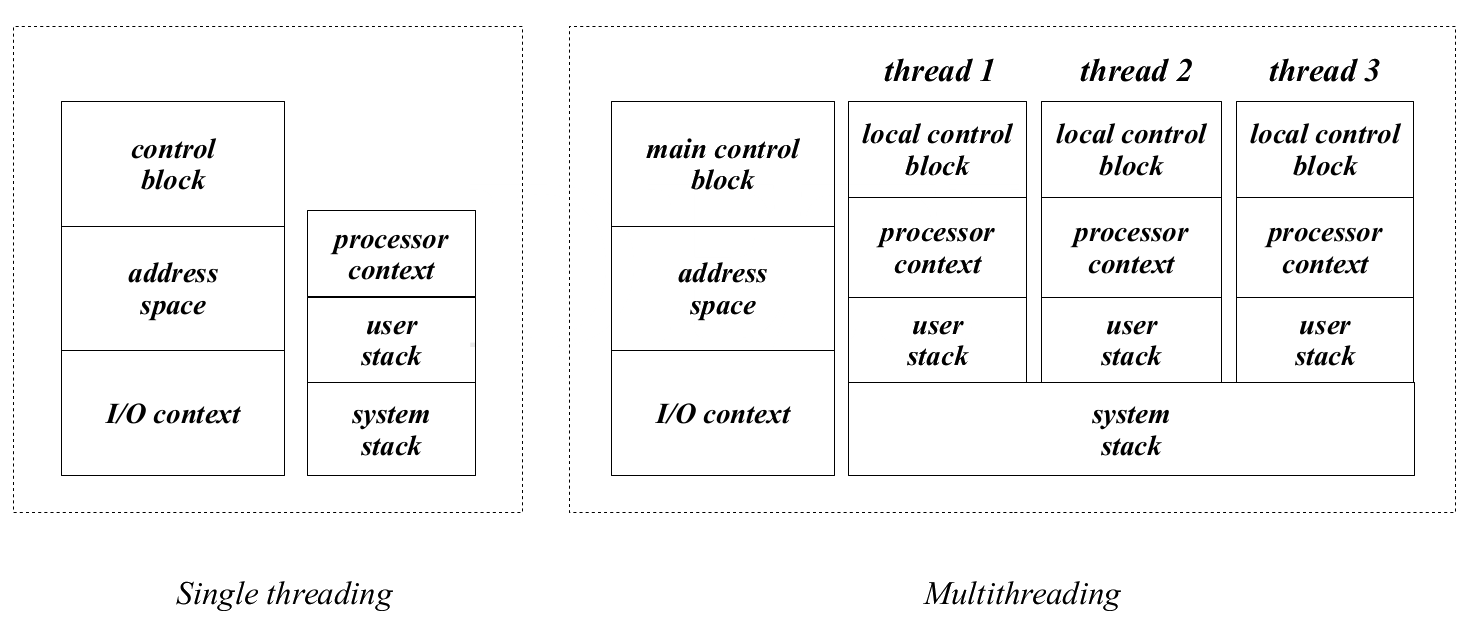 control
block
address
space
I/O context
processor
context
user
stack
system
stack
Single threading
thread 1
thread 2
thread 3
main control
block
address
space
I/O context
local control
block
processor
context
user
stack
local control
block
processor
context
user
stack
local control
block
processor
context
user
stack
system
stack
Multithreading